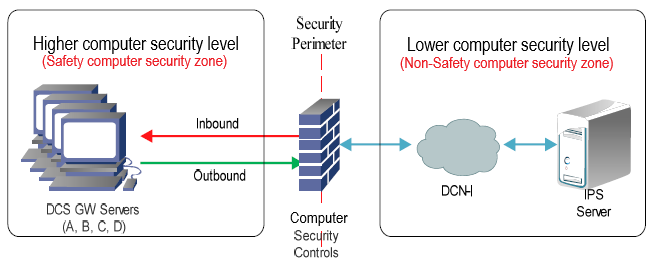 Higher computer security level
(Safety computer security zone)
Inbound
Outbound
DCS GW Servers
(A, B, C, D)
Security
Perimeter
Computer
Security
Controls
Lower computer security level
(Non-Safety computer security zone)
DCN-I
IPS
Server